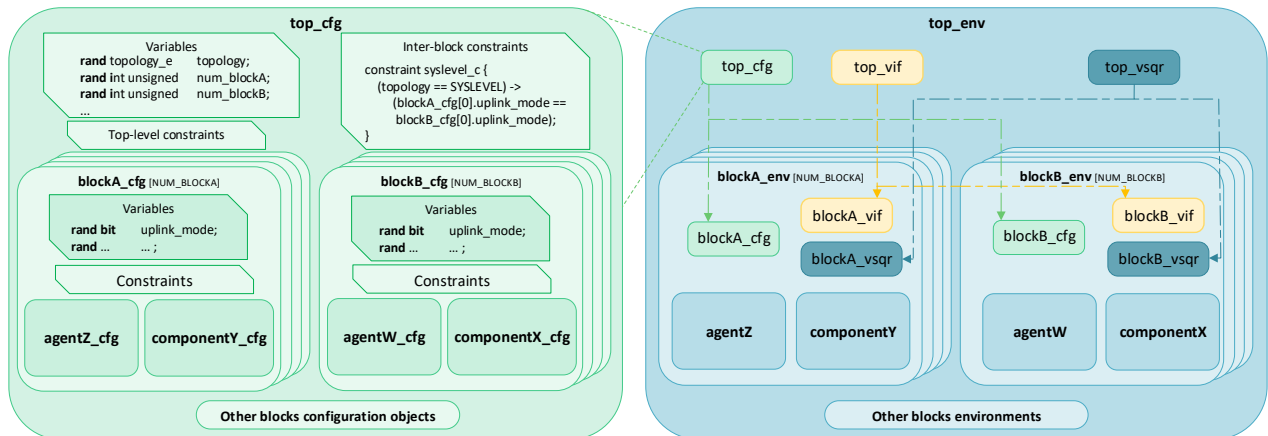 top_cfg
Variables
rand topology_e topology;
rand int unsigned num_blockA;
rand int unsigned num_blockB;
...
Top-level constraints
Inter-block constraints
constraint syslevel_c {
(topology == SYSLEVEL) ->
(blockA_cfg[0].uplink_mode ==
blockB_cfg[0].uplink_mode);
}
blockA_cfg [NUM_BLOCKA]
Variables
rand bit uplink_mode;
rand ... ... ;
Constraints
agentZ_cfg
componentY_cfg
blockB_cfg [NUM_BLOCKB]
Variables
rand bit uplink_mode;
rand ... ... ;
Constraints
agentW_cfg
componentX_cfg
Other blocks configuration objects
top_env
top_cfg
top_vif
top_vsqr
blockA_env [NUM_BLOCKA]
blockA_vif
blockA_cfg
blockA_vsqr
agentZ
componentY
blockB_env [NUM_BLOCKB]
blockB_vif
blockB_cfg
blockB_vsqr
agentW
componentX
Other blocks environments